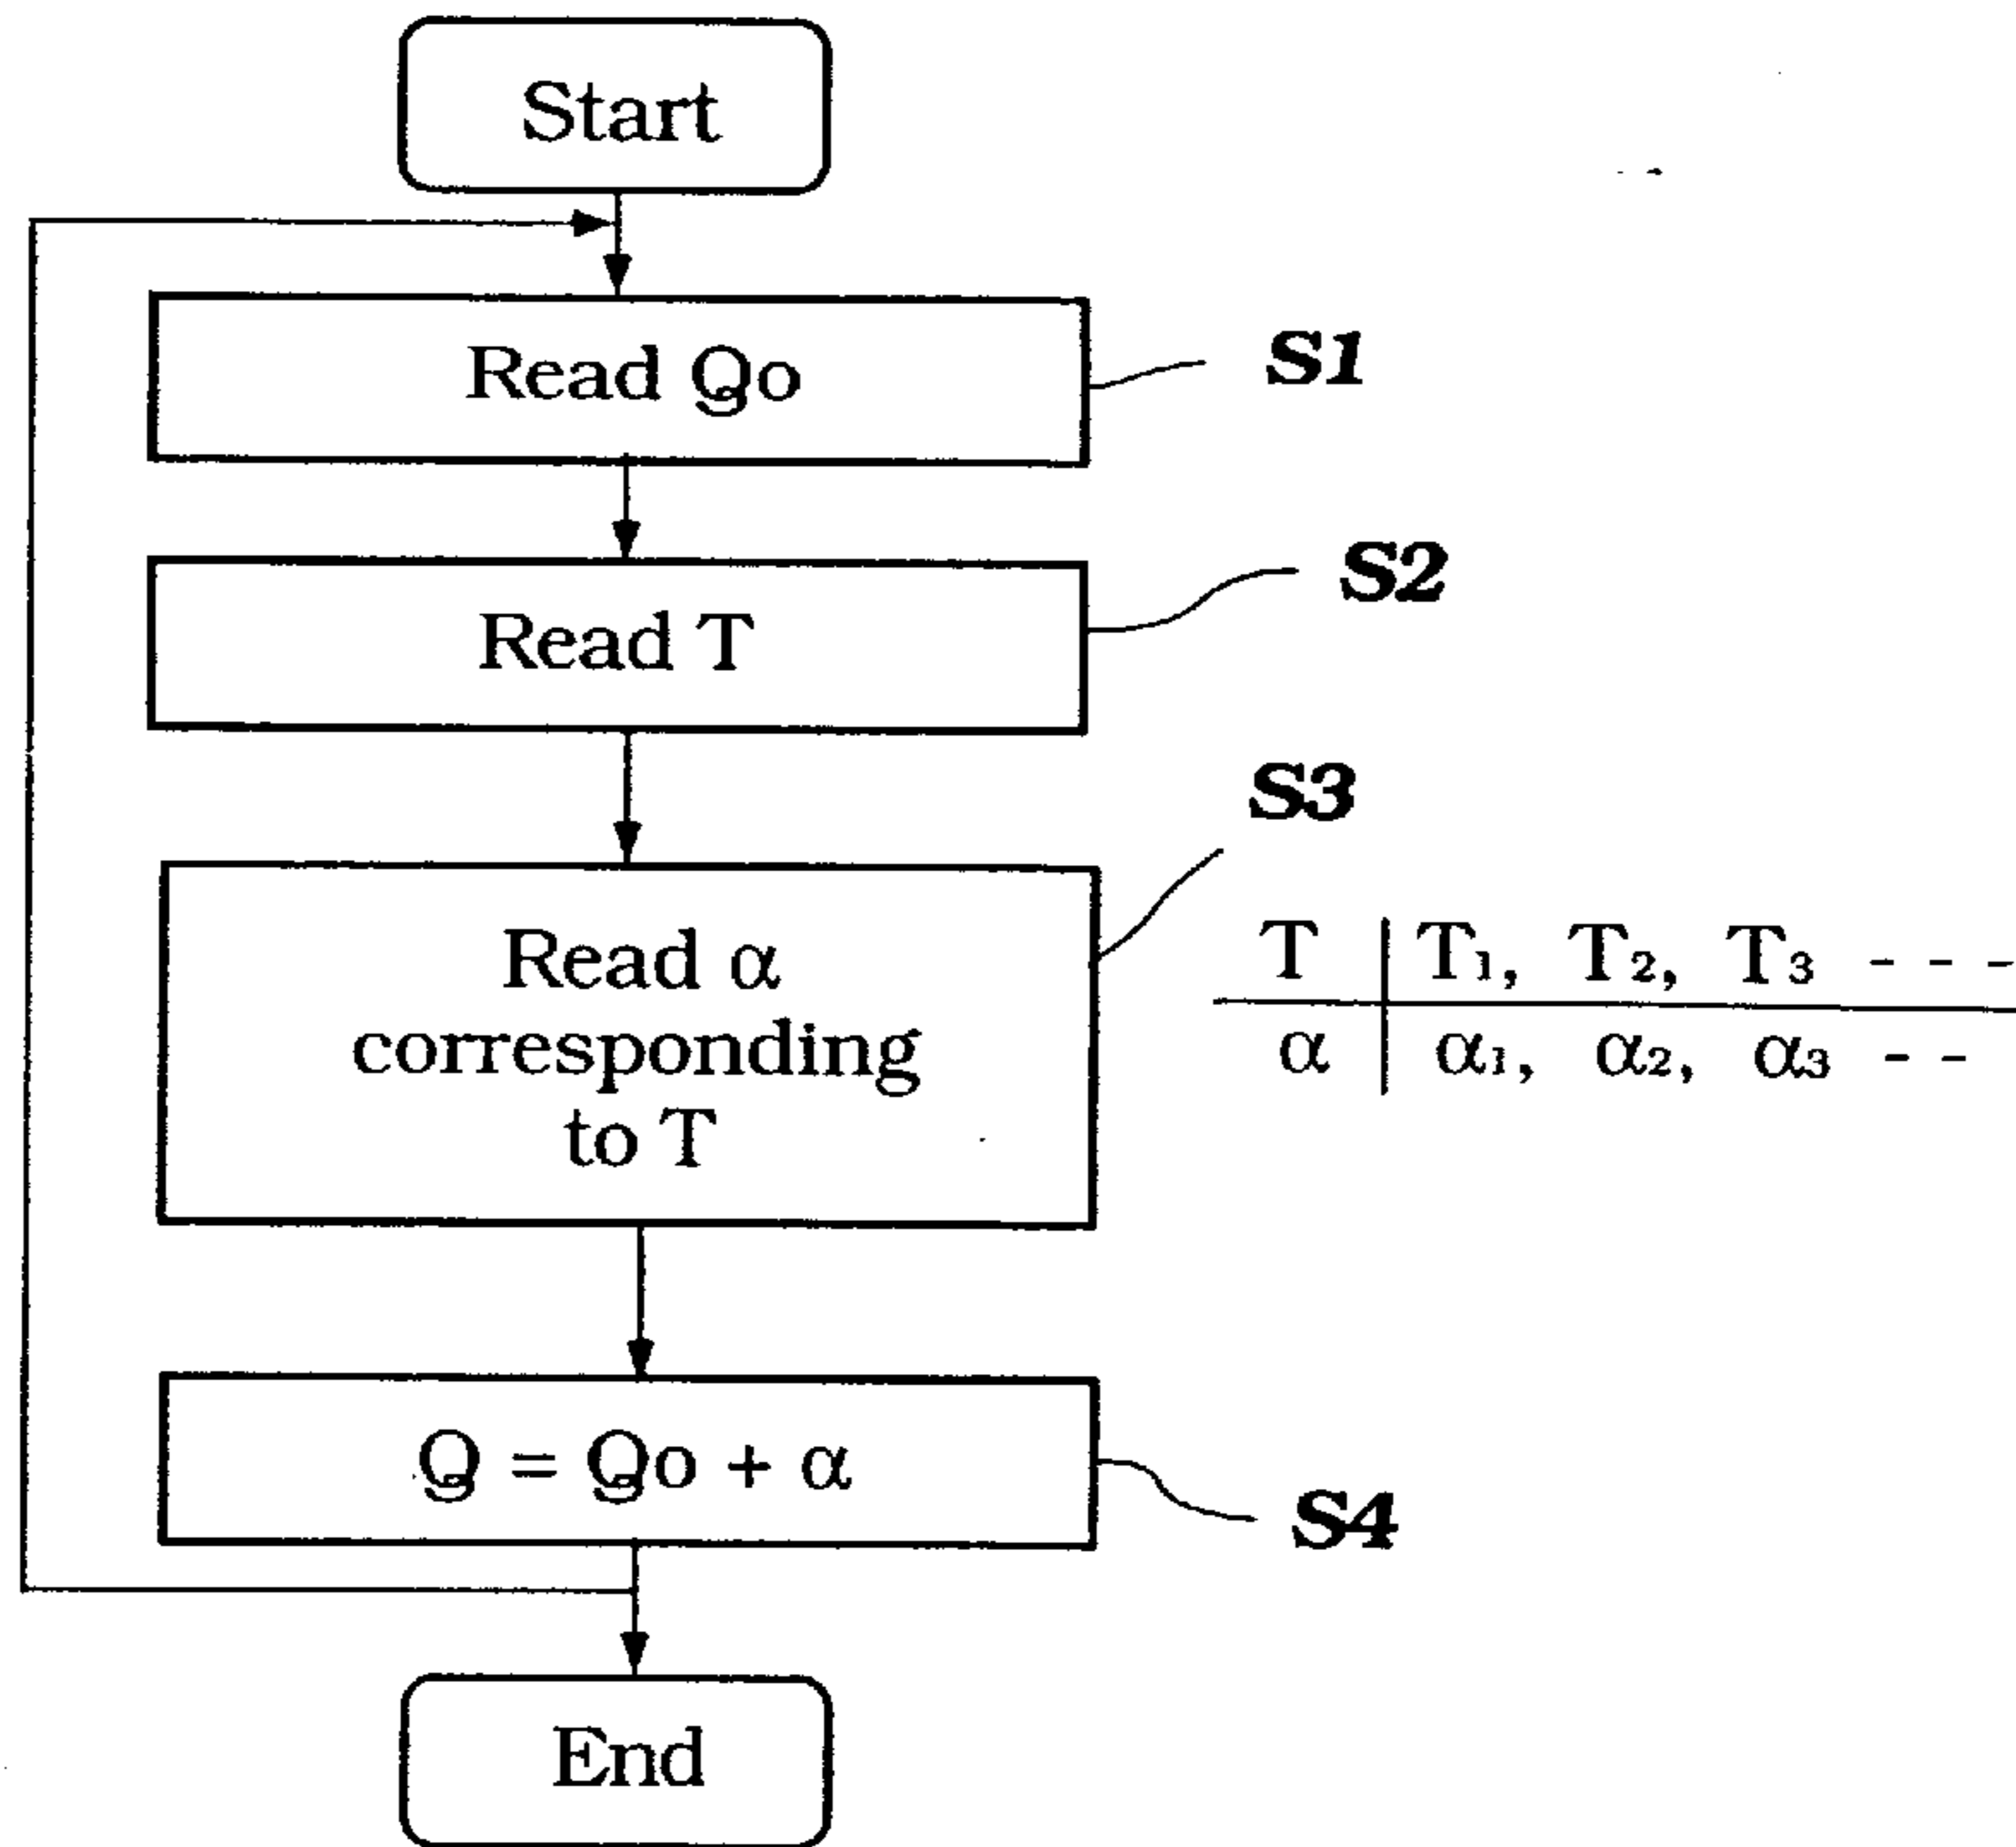 Start
Read Qo
S1
Read T
S2
S3
Read α
corresponding
to T
T T₁, T₂, T₃ - - -
α α₁, α₂, α₃ - -
Q = Qo + α
S4
End